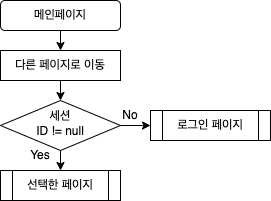 메인페이지
다른 페이지로 이동
세션
ID != null
No
로그인 페이지
Yes
선택한 페이지